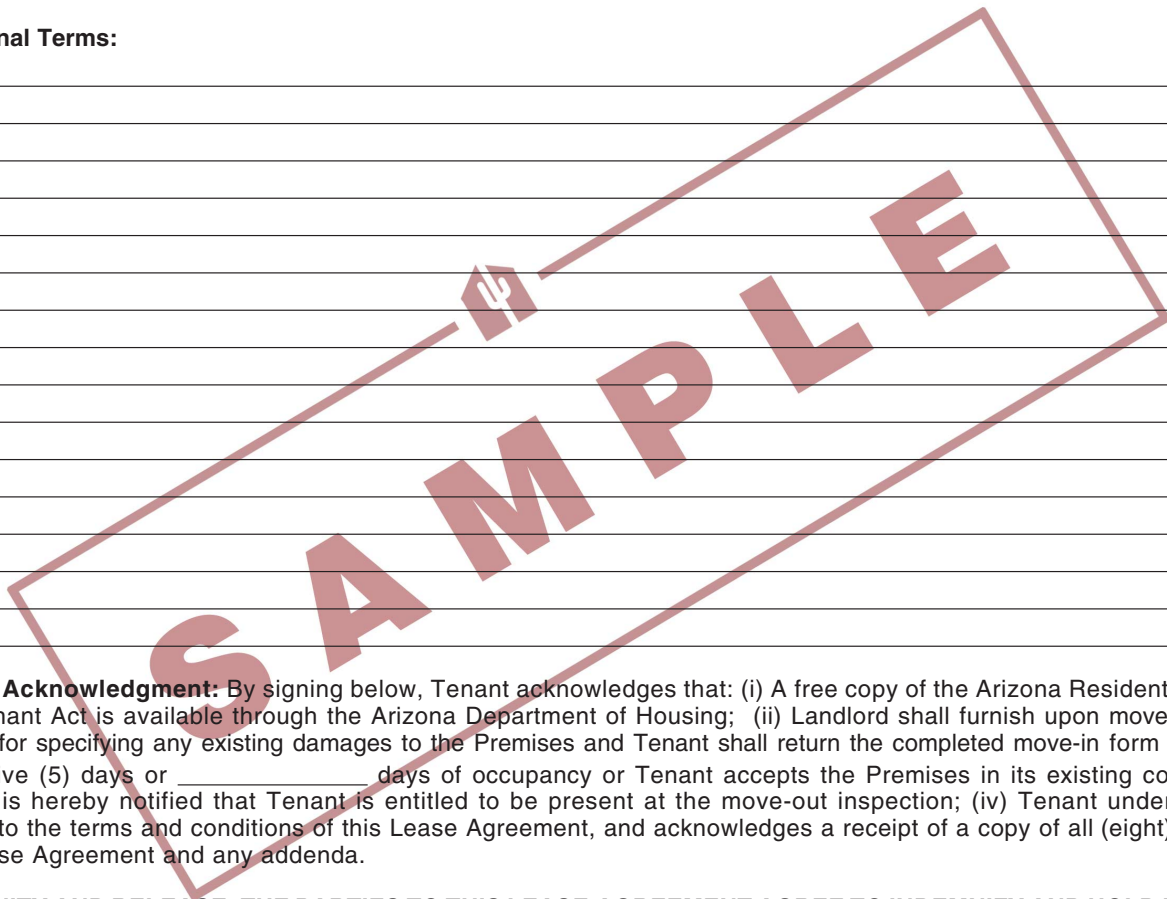 nal Terms:
SAMPLE
Acknowledgment: By signing below, Tenant acknowledges that: (i) A free copy of the Arizona Resident
nant Act is available through the Arizona Department of Housing; (ii) Landlord shall furnish upon move
for specifying any existing damages to the Premises and Tenant shall return the completed move-in form
ve (5) days or ______________ days of occupancy or Tenant accepts the Premises in its existing co
is hereby notified that Tenant is entitled to be present at the move-out inspection; (iv) Tenant under
to the terms and conditions of this Lease Agreement, and acknowledges a receipt of a copy of all (eight)
se Agreement and any addenda.